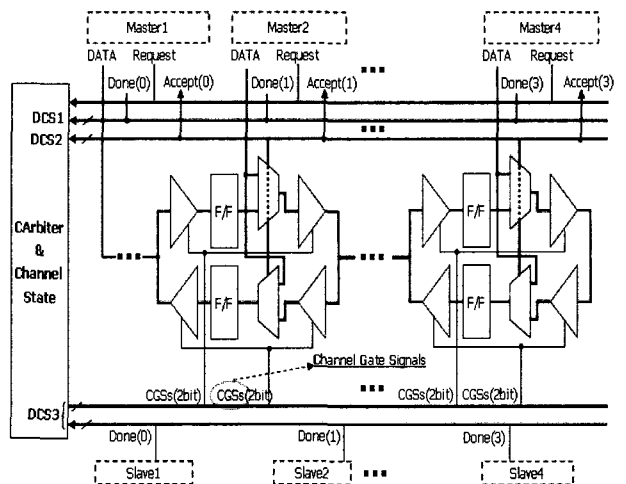 Master1
Master2
Master4
DATA Request
DATA Request
DATA Request
Done(0)
Accept(0)
Done(1)
Accept(1)
Done(3)
Accept(3)
DCS1
DCS2
F/F
F/F
CArbiter
&
Channel
State
F/F
F/F
Channel Gate Signals
CGSs(2bit) CGSs(2bit)
CGSs(2bit) CGSs(2bit)
DCS3
Done(0)
Done(1)
Done(3)
Slave1
Slave2
Slave4